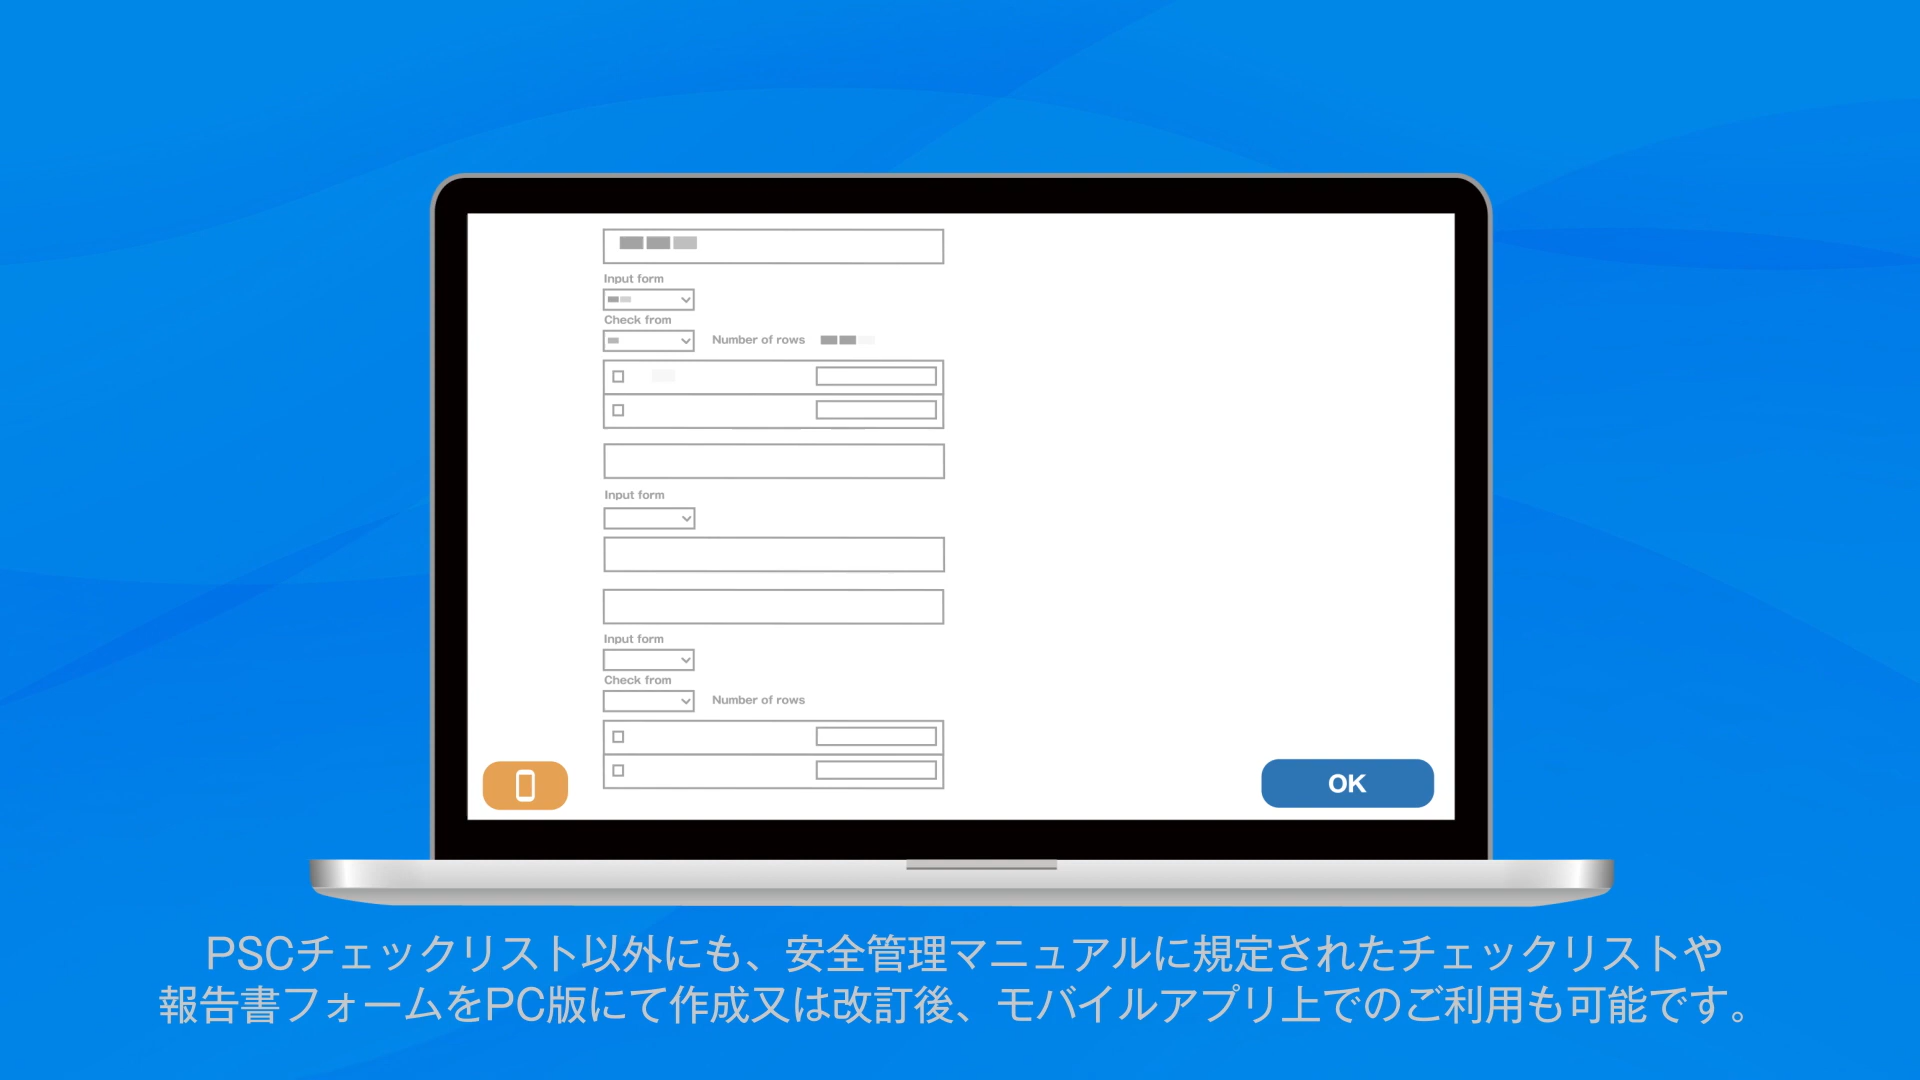 Input form
Check from
Number of rows
Input form
Input form
Check from
Number of rows
OK
PSCチェックリスト以外にも、安全管理マニュアルに規定されたチェックリストや
報告書フォームをPC版にて作成又は改訂後、モバイルアプリ上でのご利用も可能です。